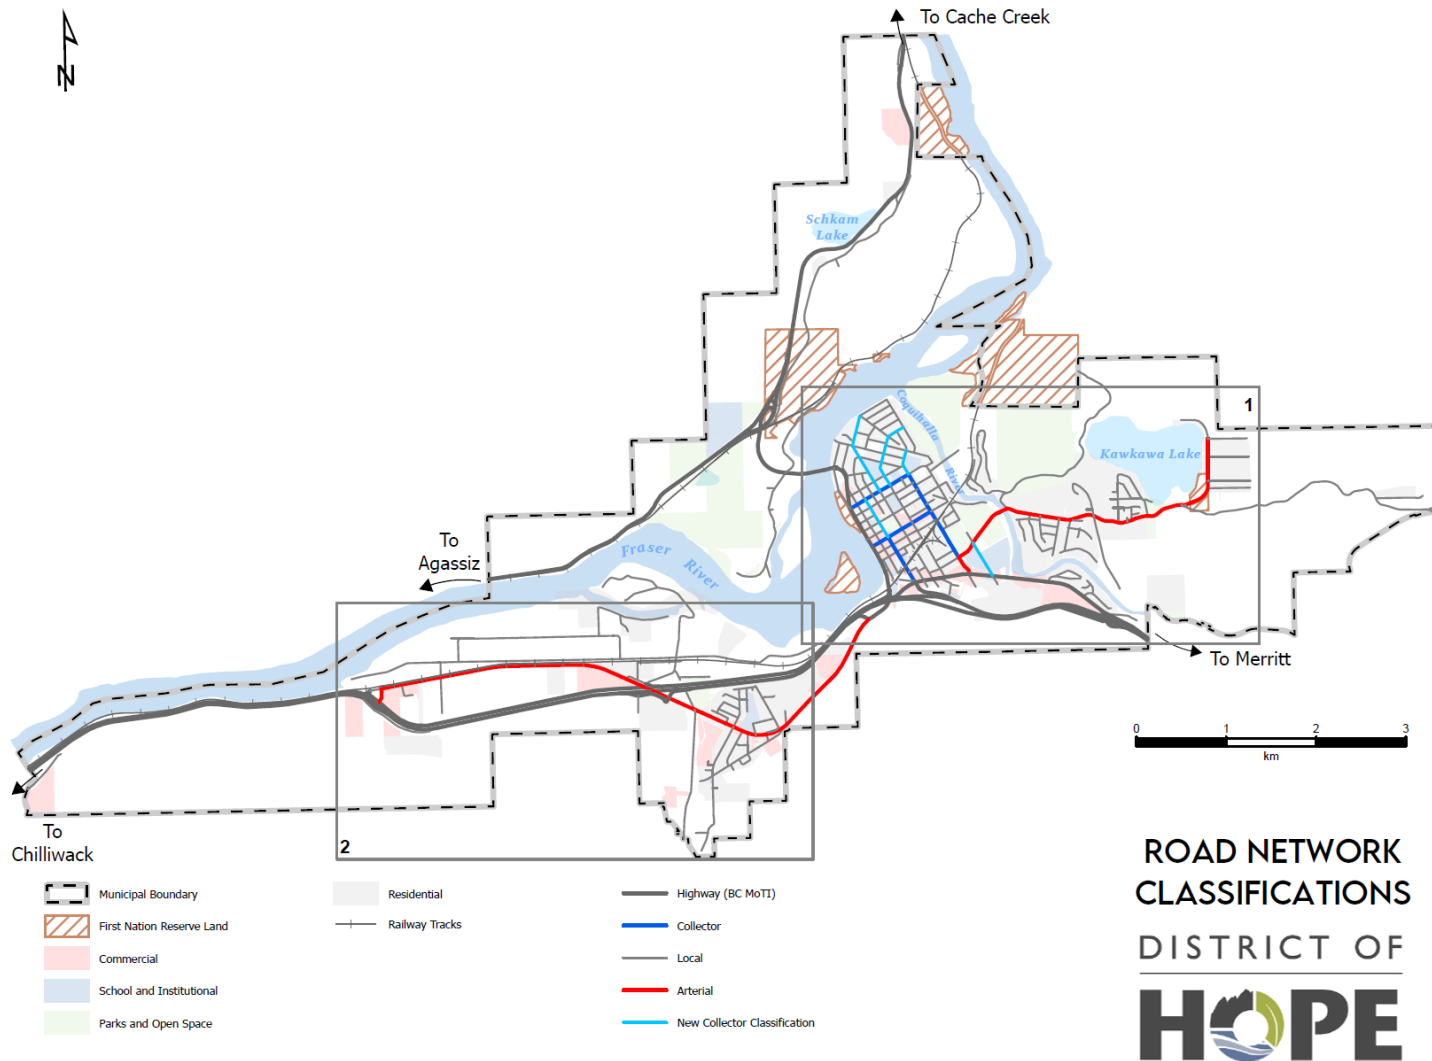 To Cache Creek
N
Schkam
Lake
Coquihalla
River
1
Kawkawa Lake
To
Agassiz
Fraser
River
To Merritt
0 1 2 3
km
2
To
Chilliwack
ROAD NETWORK
CLASSIFICATIONS
DISTRICT OF
HOPE
Municipal Boundary
First Nation Reserve Land
Commercial
School and Institutional
Parks and Open Space
Residential
Railway Tracks
Highway (BC MoTI)
Collector
Local
Arterial
New Collector Classification